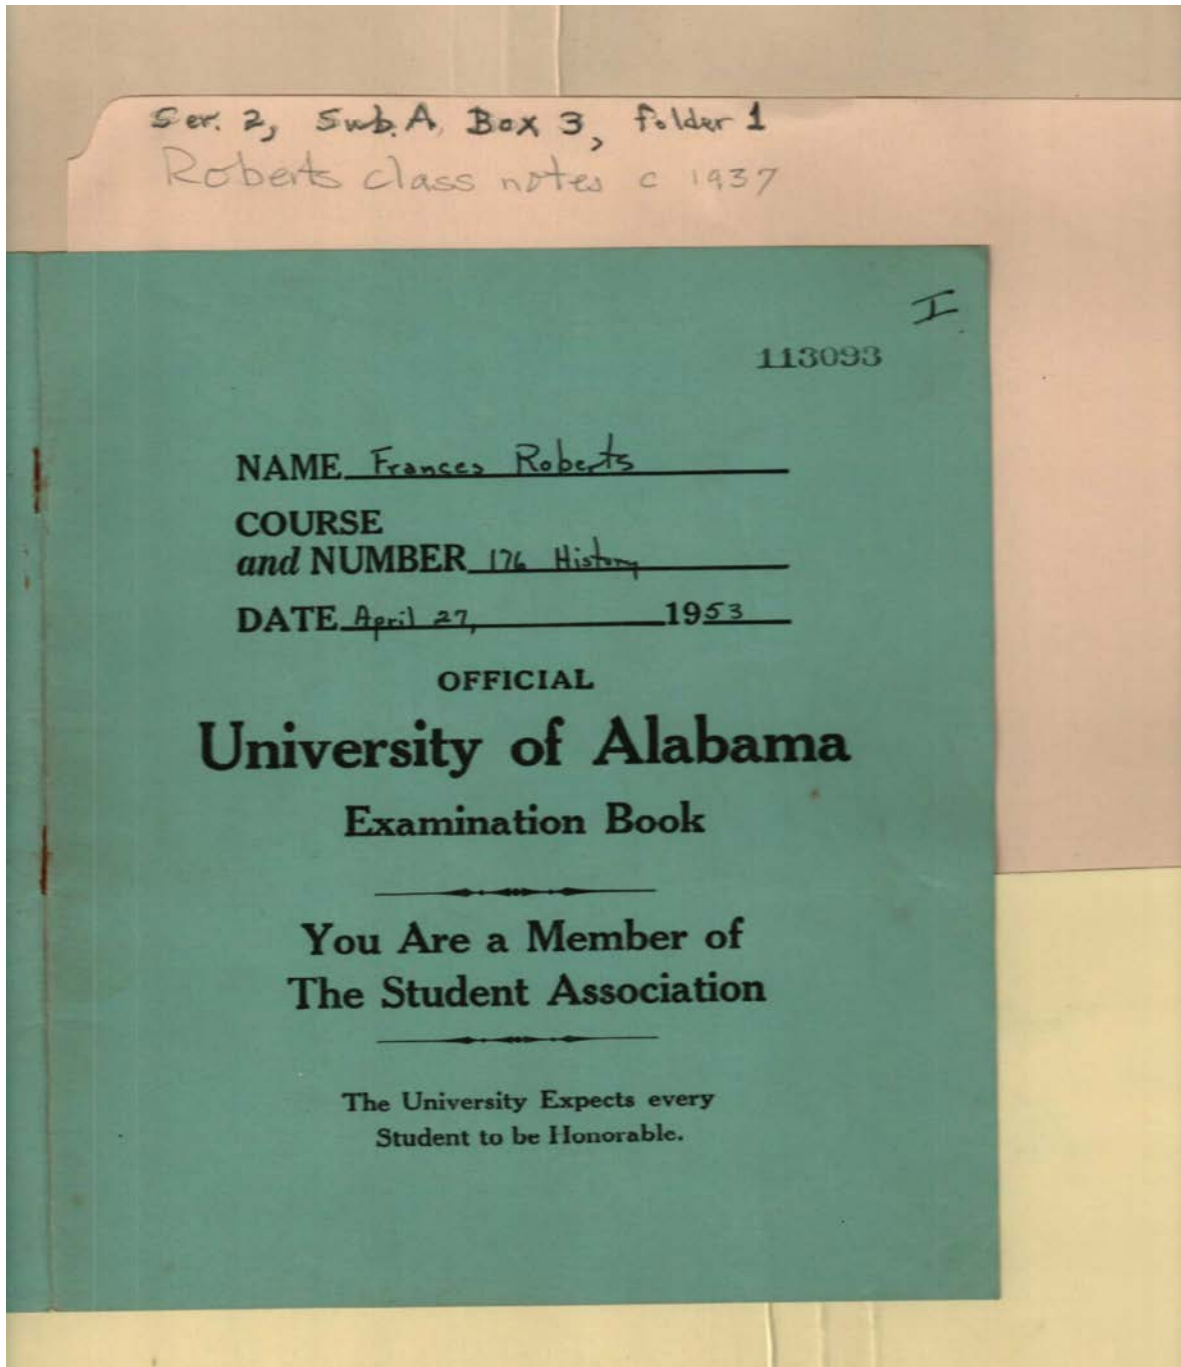 Ser. 2, Sub. A, Box 3, folder 1
Roberts class notes c 1937
I
113093
NAME Frances Roberts
COURSE
and NUMBER 176 History
DATE April 27, 1953
OFFICIAL
University of Alabama
Examination Book
You Are a Member of
The Student Association
The University Expects every
Student to be Honorable.